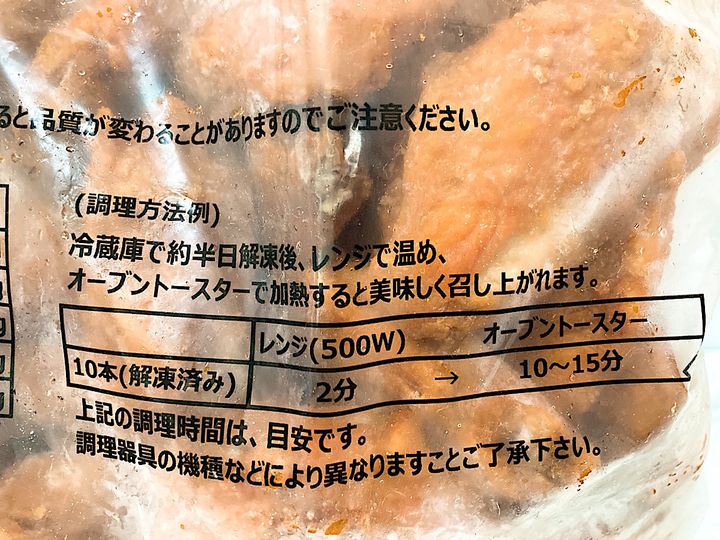 ると品質が変わることがありますのでご注意ください。
(調理方法例)
冷蔵庫で約半日解凍後、レンジで温め、
オーブントースターで加熱すると美味しく召し上がれます。
レンジ(500W) オーブントースター
10本(解凍済み) 2分 → 10～15分
上記の調理時間は、目安です。
調理器具の機種などにより異なりますことご了承下さい。